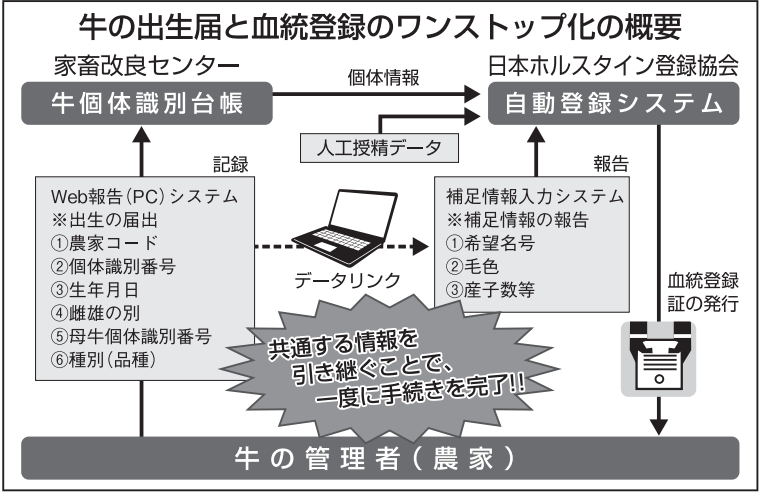 牛の出生届と血統登録のワンストップ化の概要
家畜改良センター
牛個体識別台帳
個体情報
日本ホルスタイン登録協会
自動登録システム
人工授精データ
記録
報告
Web報告(PC)システム
※出生の届出
①農家コード
②個体識別番号
③生年月日
④雌雄の別
⑤母牛個体識別番号
⑥種別(品種)
データリンク
補足情報入力システム
※補足情報の報告
①希望名号
②毛色
③産子数等
血統登録
証の発行
共通する情報を
引き継ぐことで、
一度に手続きを完了!!
牛の管理者(農家)